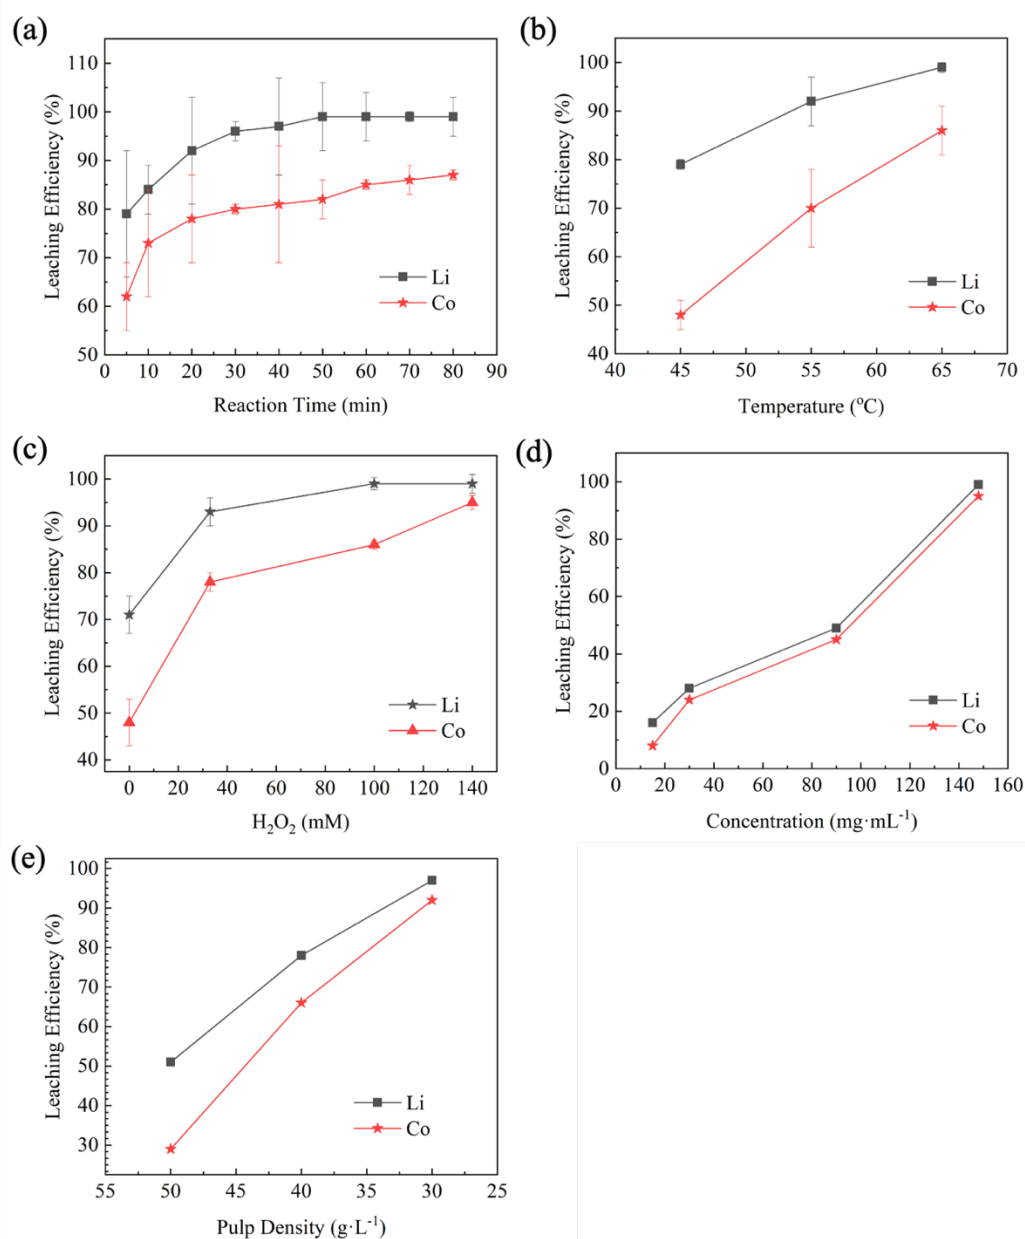 (a)
110
100
90
80
70
60
50
Leaching Efficiency (%)
Li
Co
0 10 20 30 40 50 60 70 80 90
Reaction Time (min)
(b)
100
90
80
70
60
50
40
Leaching Efficiency (%)
Li
Co
40 45 50 55 60 65 70
Temperature (°C)
(c)
100
90
80
70
60
50
40
Leaching Efficiency (%)
Li
Co
0 20 40 60 80 100 120 140
H₂O₂ (mM)
(d)
100
80
60
40
20
0
Leaching Efficiency (%)
Li
Co
0 20 40 60 80 100 120 140 160
Concentration (mg·mL⁻¹)
(e)
100
90
80
70
60
50
40
30
Leaching Efficiency (%)
Li
Co
55 50 45 40 35 30 25
Pulp Density (g·L⁻¹)